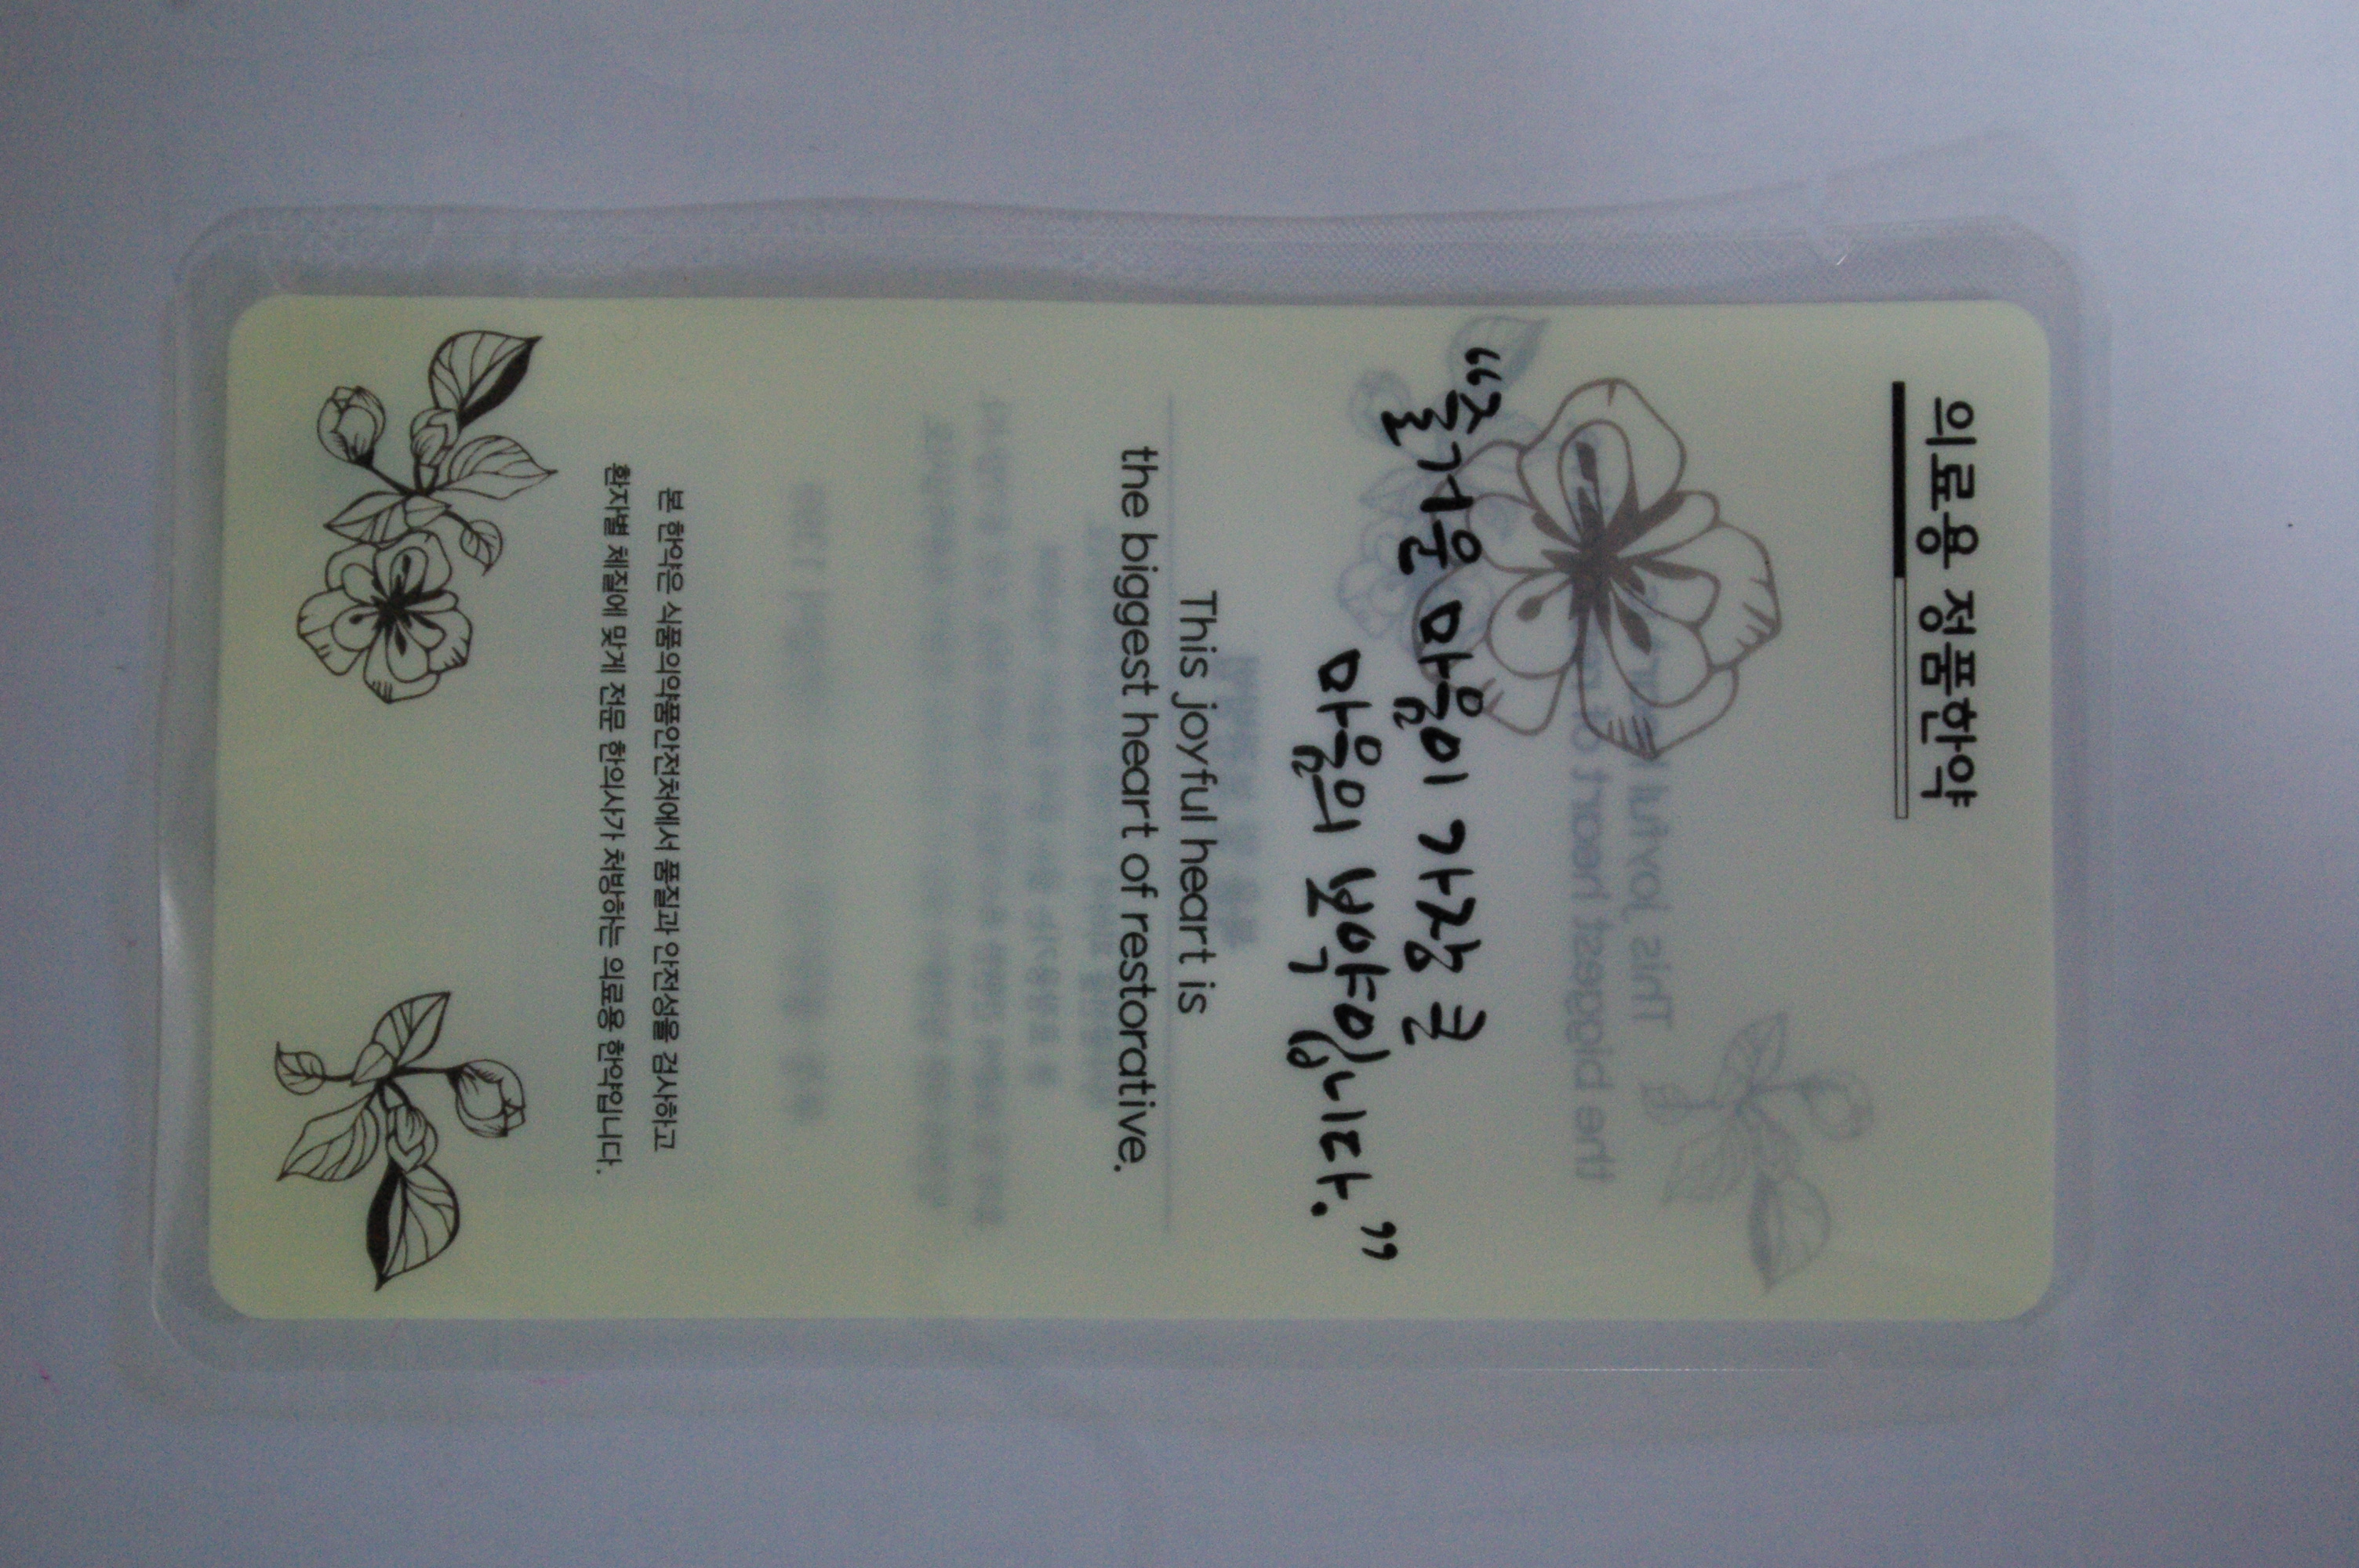 의료용 정품한약
“즐거운 마음이 가장 큰
마음의 보약입니다.”
This joyful heart is
the biggest heart of restorative.
본 한약은 식품의약품안전처에서 품질과 안전성을 검사하고
환자별 체질에 맞게 전문 한의사가 처방하는 의료용 한약입니다.